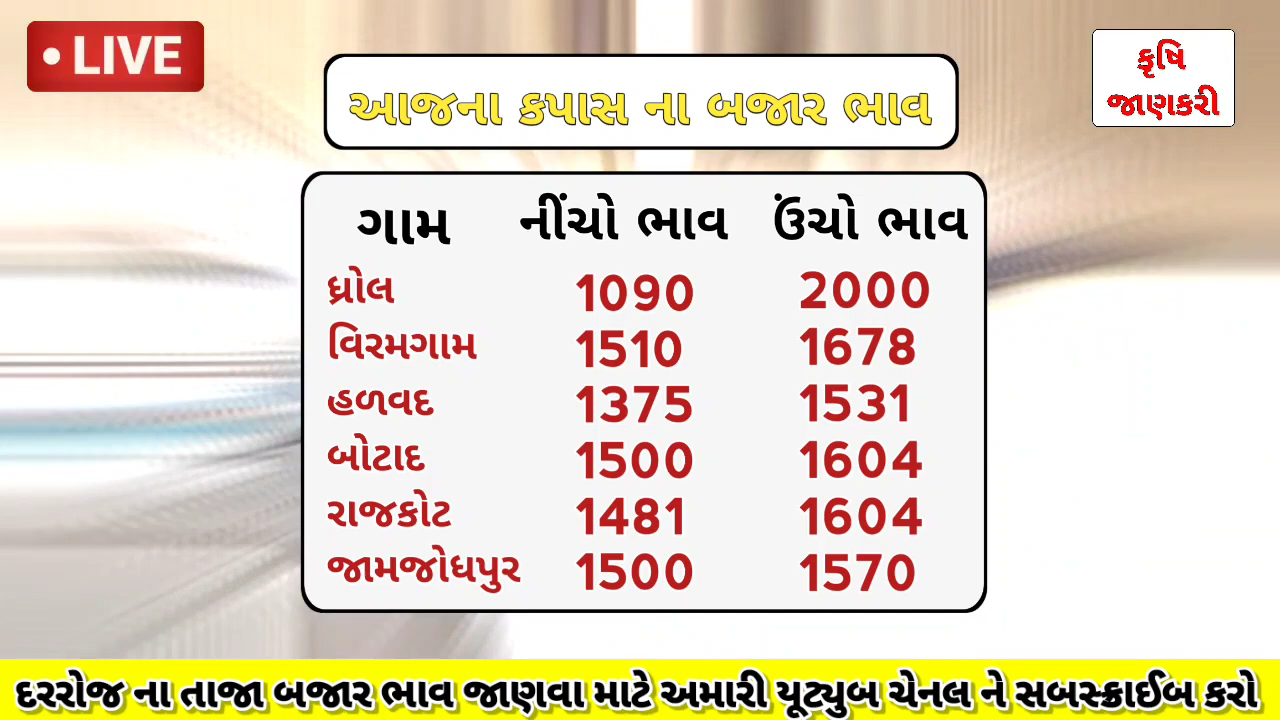 • LIVE
આજના કપાસ ના બજાર ભાવ
કૃષિ
જાણકરી
ગામ નીંચો ભાવ ઉંચો ભાવ
ધ્રોલ 1090 2000
વિરમગામ 1510 1678
હળવદ 1375 1531
બોટાદ 1500 1604
રાજકોટ 1481 1604
જામજોધપુર 1500 1570
દરરોજ ના તાજા બજાર ભાવ જાણવા માટે અમારી યૂટ્યુબ ચેનલ ને સબસ્ક્રાઈબ કરો